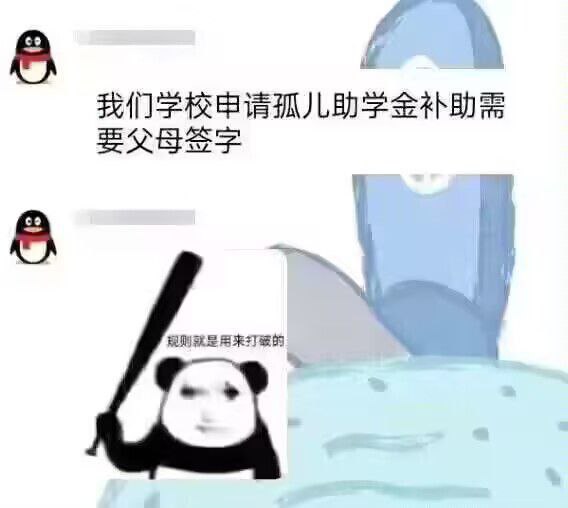 我们学校申请孤儿助学金补助需
要父母签字
规则就是用来打破的